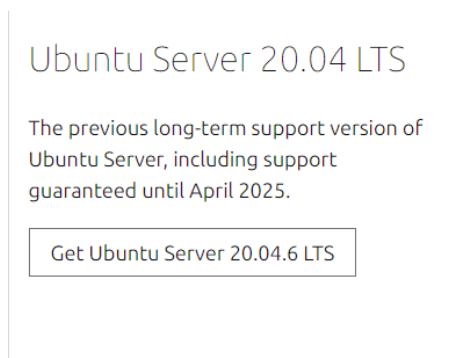 Ubuntu Server 20.04 LTS
The previous long-term support version of
Ubuntu Server, including support
guaranteed until April 2025.
Get Ubuntu Server 20.04.6 LTS